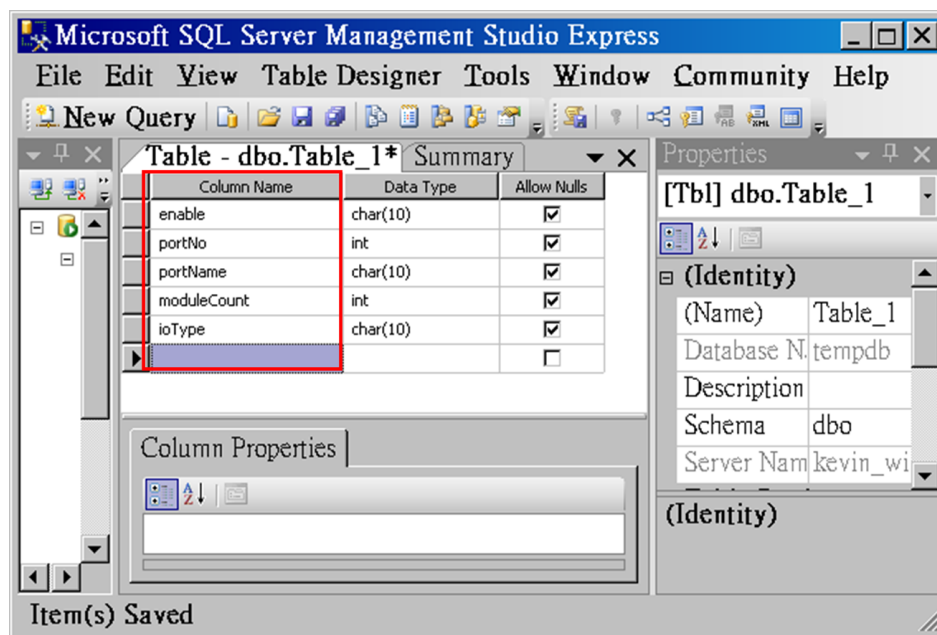 Microsoft SQL Server Management Studio Express
File Edit View Table Designer Tools Window Community Help
New Query
Table - dbo.Table_1* Summary
Column Name Data Type Allow Nulls
enable char(10)
portNo int
portName char(10)
moduleCount int
ioType char(10)
Column Properties
Properties
[Tbl] dbo.Table_1
(Identity)
(Name) Table_1
Database N tempdb
Description
Schema dbo
Server Nam kevin_wi
(Identity)
Item(s) Saved